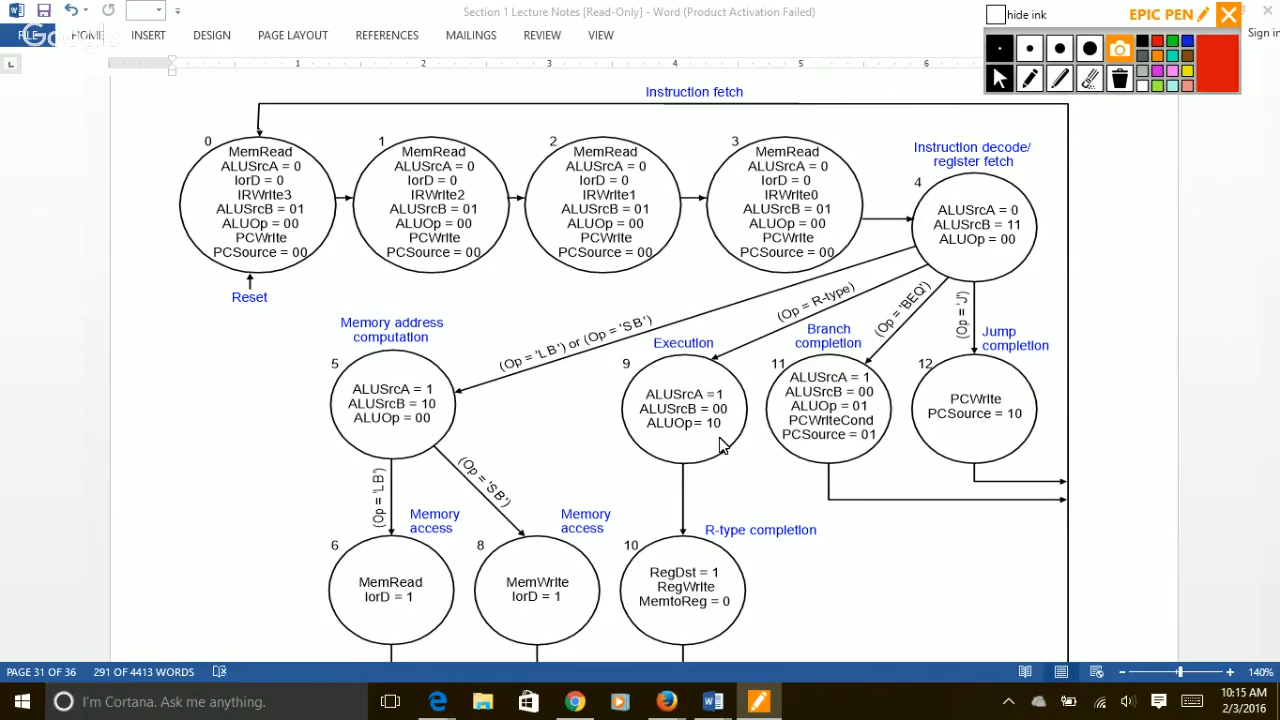 Section 1 Lecture Notes [Read-Only] - Word (Product Activation Failed)
hide ink
EPIC PEN
Sign in
FILE HOME INSERT DESIGN PAGE LAYOUT REFERENCES MAILINGS REVIEW VIEW
Google
1 2 3 4 5 6
Instruction fetch
0
MemRead
ALUSrcA = 0
IorD = 0
IRWrite3
ALUSrcB = 01
ALUOp = 00
PCWrite
PCSource = 00
Reset
1
MemRead
ALUSrcA = 0
IorD = 0
IRWrite2
ALUSrcB = 01
ALUOp = 00
PCWrite
PCSource = 00
2
MemRead
ALUSrcA = 0
IorD = 0
IRWrite1
ALUSrcB = 01
ALUOp = 00
PCWrite
PCSource = 00
3
MemRead
ALUSrcA = 0
IorD = 0
IRWrite0
ALUSrcB = 01
ALUOp = 00
PCWrite
PCSource = 00
Instruction decode/
register fetch
4
ALUSrcA = 0
ALUSrcB = 11
ALUOp = 00
(Op = 'LB') or (Op = 'SB')
(Op = R-type)
(Op = 'BEQ')
(Op = 'J')
Memory address
computation
5
ALUSrcA = 1
ALUSrcB = 10
ALUOp = 00
Execution
9
ALUSrcA =1
ALUSrcB = 00
ALUOp= 10
Branch
completion
11
ALUSrcA = 1
ALUSrcB = 00
ALUOp = 01
PCWriteCond
PCSource = 01
Jump
completion
12
PCWrite
PCSource = 10
(Op = 'LB')
(Op = 'SB')
Memory
access
6
MemRead
IorD = 1
Memory
access
8
MemWrite
IorD = 1
R-type completion
10
RegDst = 1
RegWrite
MemtoReg = 0
PAGE 31 OF 36 291 OF 4413 WORDS
140%
I'm Cortana. Ask me anything.
10:15 AM
2/3/2016